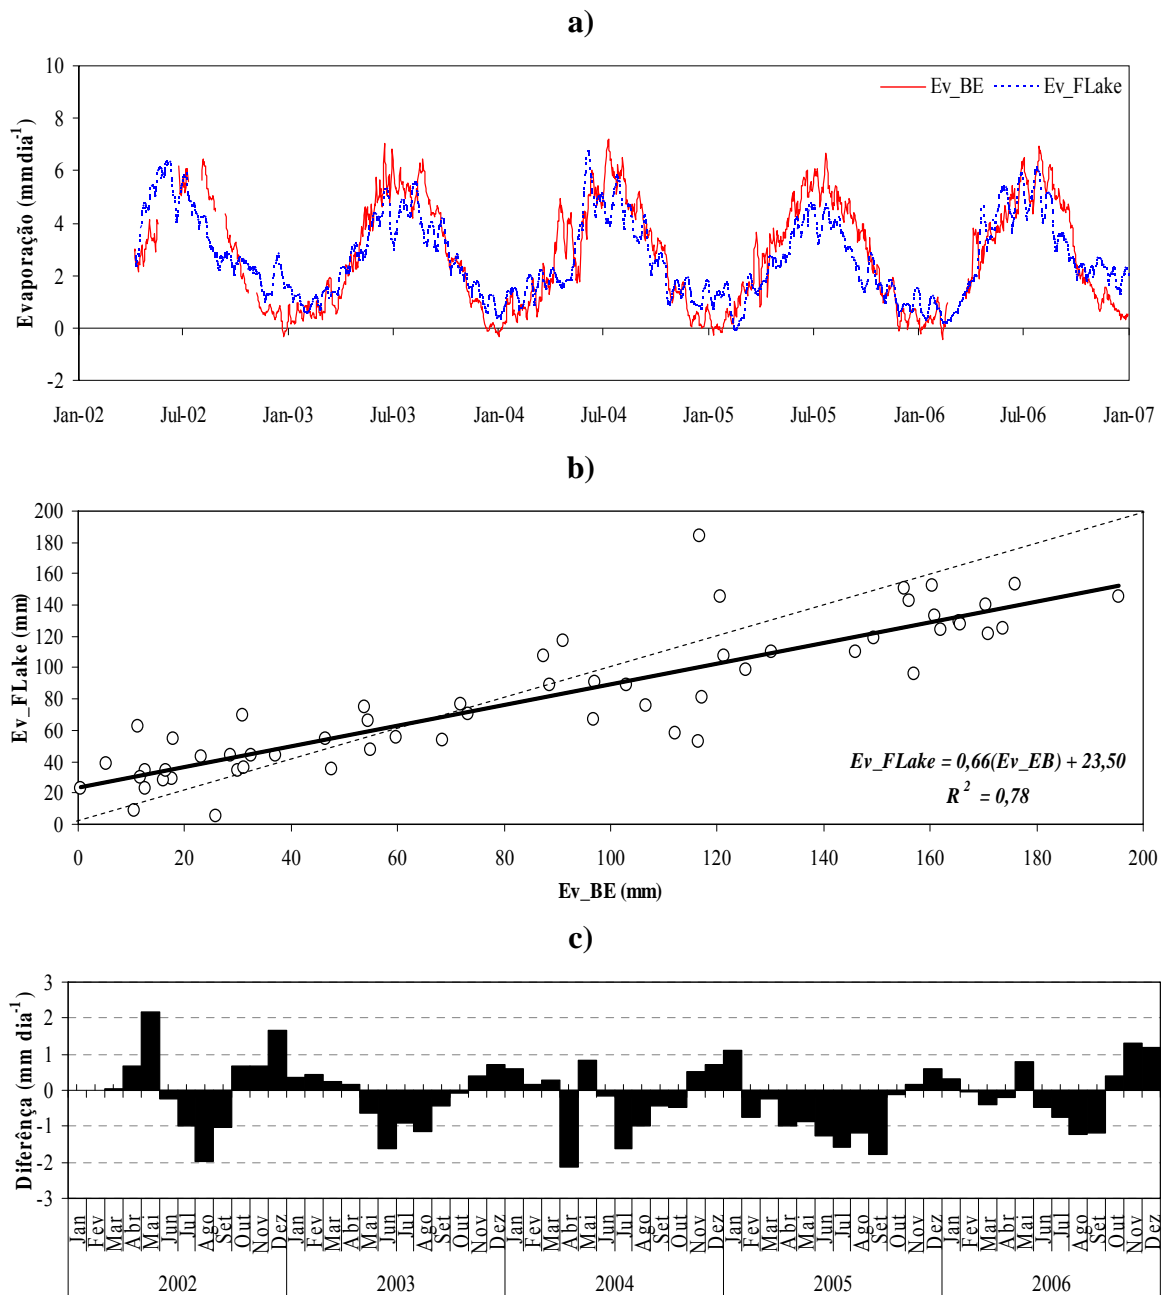 a)
Evaporação (mm dia-1)
10
8
6
4
2
0
-2
Ev_BE
Ev_FLake
Jan-02 Jul-02 Jan-03 Jul-03 Jan-04 Jul-04 Jan-05 Jul-05 Jan-06 Jul-06 Jan-07
b)
Ev_FLake (mm)
200
180
160
140
120
100
80
60
40
20
0
Ev_FLake = 0,66(Ev_EB) + 23,50
R2 = 0,78
0 20 40 60 80 100 120 140 160 180 200
Ev_BE (mm)
c)
Diferênça (mm dia-1)
3
2
1
0
-1
-2
-3
Jan Fev Mar Abr Mai Jun Jul Ago Set Out Nov Dez Jan Fev Mar Abr Mai Jun Jul Ago Set Out Nov Dez Jan Fev Mar Abr Mai Jun Jul Ago Set Out Nov Dez Jan Fev Mar Abr Mai Jun Jul Ago Set Out Nov Dez Jan Fev Mar Abr Mai Jun Jul Ago Set Out Nov Dez
2002 2003 2004 2005 2006